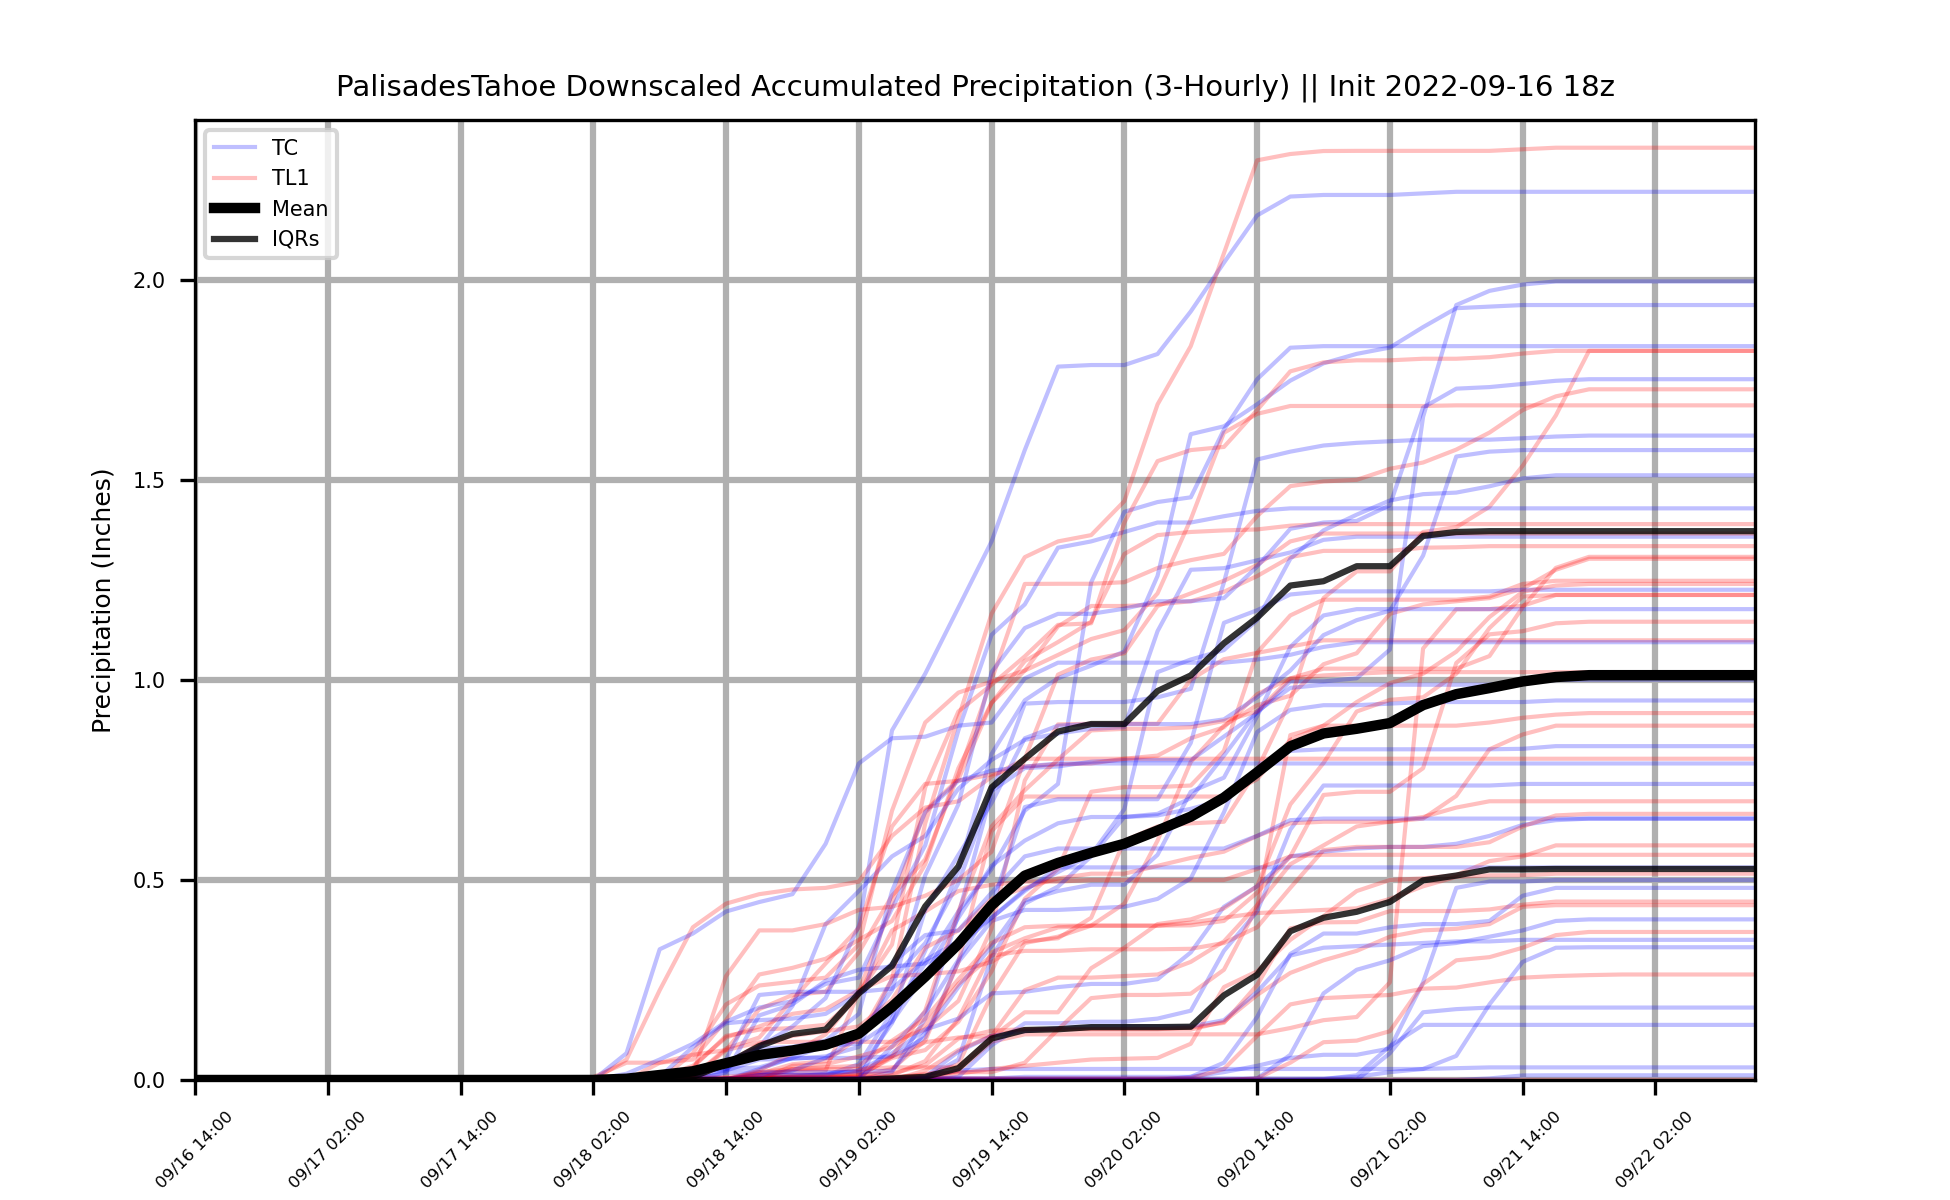 PalisadesTahoe Downscaled Accumulated Precipitation (3-Hourly) || Init 2022-09-16 18z
TC
TL1
Mean
IQRs
Precipitation (Inches)
2.0
1.5
1.0
0.5
0.0
09/16 14:00
09/17 02:00
09/17 14:00
09/18 02:00
09/18 14:00
09/19 02:00
09/19 14:00
09/20 02:00
09/20 14:00
09/21 02:00
09/21 14:00
09/22 02:00